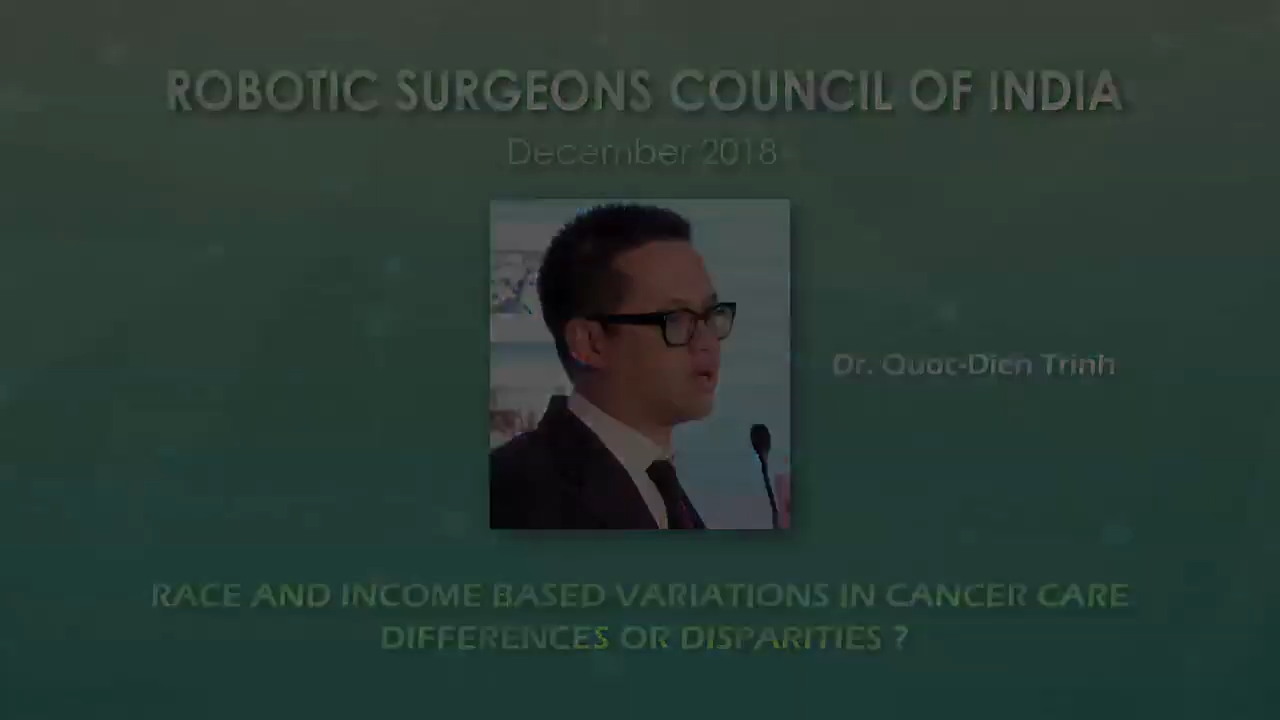 ROBOTIC SURGEONS COUNCIL OF INDIA
December 2018
Dr. Quoc-Dien Trinh
RACE AND INCOME BASED VARIATIONS IN CANCER CARE
DIFFERENCES OR DISPARITIES ?